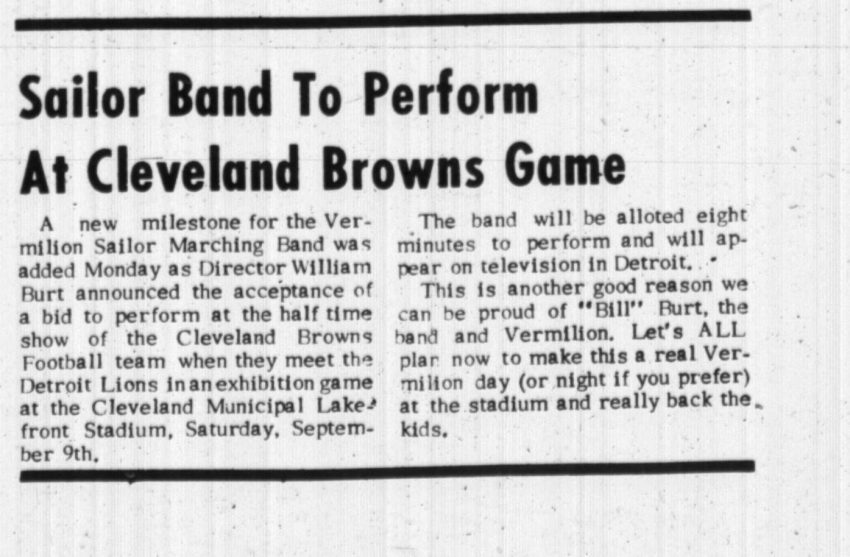 Sailor Band To Perform
At Cleveland Browns Game
A new milestone for the Ver-
milion Sailor Marching Band was
added Monday as Director William
Burt announced the acceptance of
a bid to perform at the half time
show of the Cleveland Browns
Football team when they meet the
Detroit Lions in an exhibition game
at the Cleveland Municipal Lake-
front Stadium, Saturday, Septem-
ber 9th.
The band will be alloted eight
minutes to perform and will ap-
pear on television in Detroit.
This is another good reason we
can be proud of "Bill" Burt, the
band and Vermilion. Let's ALL
plan now to make this a real Ver-
milion day (or night if you prefer)
at the stadium and really back the
kids.